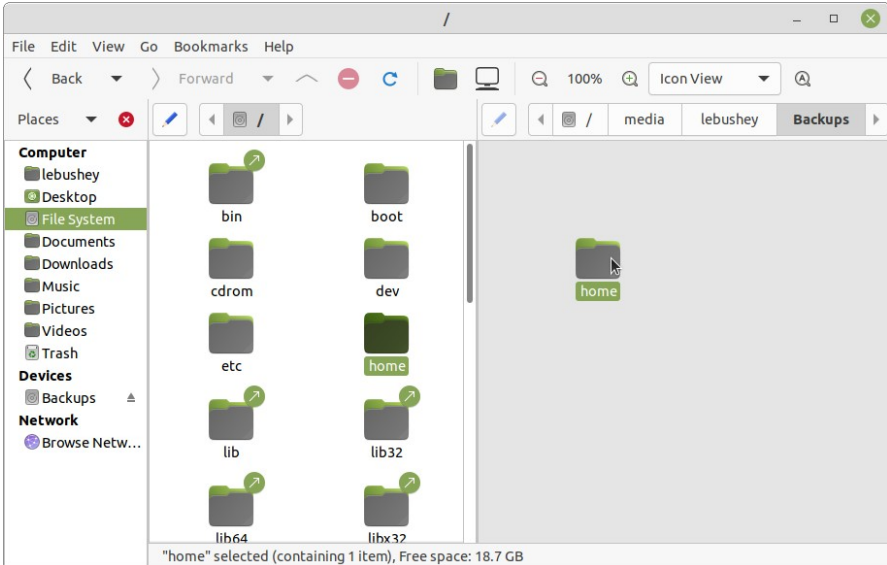 /
File Edit View Go Bookmarks Help
Back Forward 100% Icon View
Places / / media lebushey Backups
Computer
lebushey
Desktop
File System
Documents
Downloads
Music
Pictures
Videos
Trash
Devices
Backups
Network
Browse Netw...
bin boot
cdrom dev
etc home
lib lib32
lib64 libx32
home
"home" selected (containing 1 item), Free space: 18.7 GB